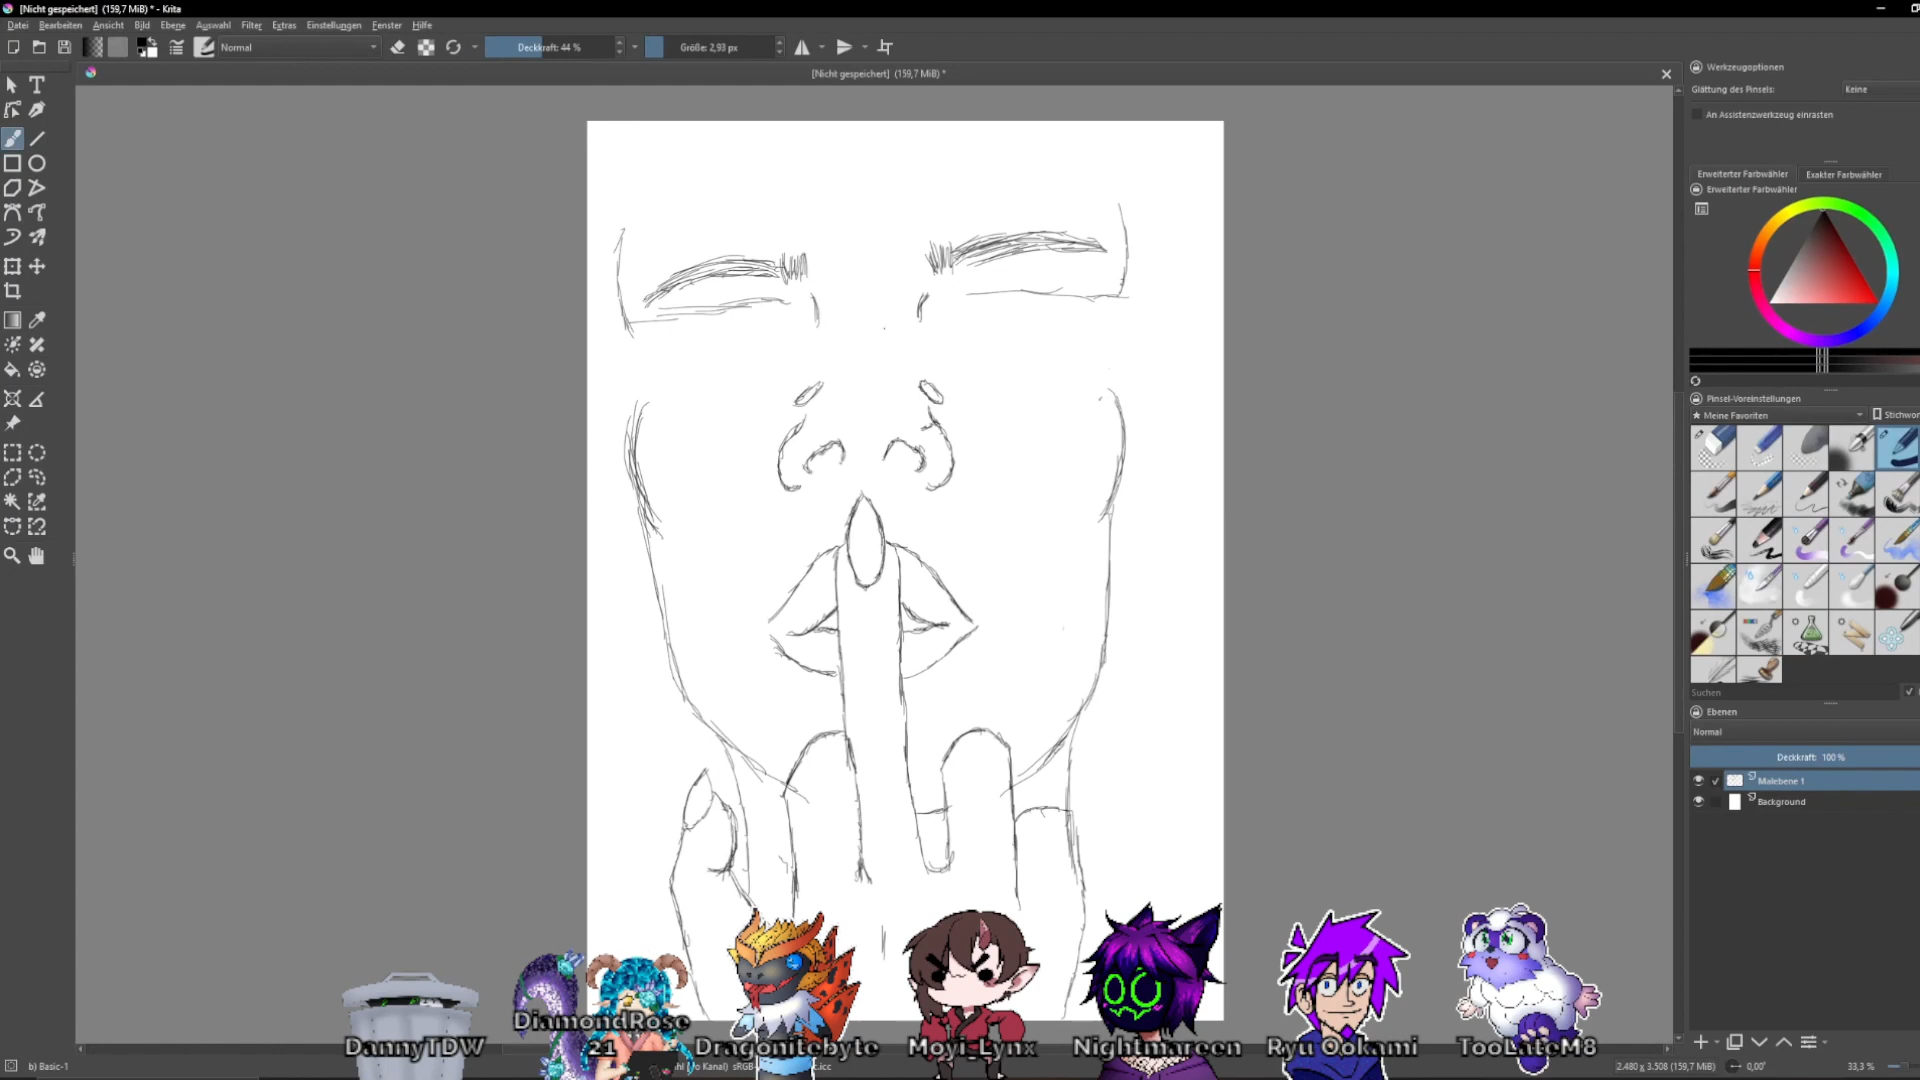 [Nicht gespeichert] (159,7 MiB) * - Krita
Datei Bearbeiten Ansicht Bild Ebene Auswahl Filter Extras Einstellungen Fenster Hilfe
Normal
Deckkraft: 44 %
Größe: 2,93 px
[Nicht gespeichert] (159,7 MiB) *
Werkzeugoptionen
Glättung des Pinsels: Keine
An Assistenzwerkzeug einrasten
Erweiterter Farbwähler Exakter Farbwähler
Erweiterter Farbwähler
Pinsel-Voreinstellungen
Meine Favoriten
Stichwor
Suchen
Ebenen
Normal
Deckkraft: 100 %
Malebene 1
Background
DannyTDW
DiamondRose
21
Dragonitebyte
Moyi_Lynx
Nightmareen
Ryu Ookami
TooLateM8
b) Basic-1
2.480 x 3.508 (159,7 MiB)
0,00°
33,3 %